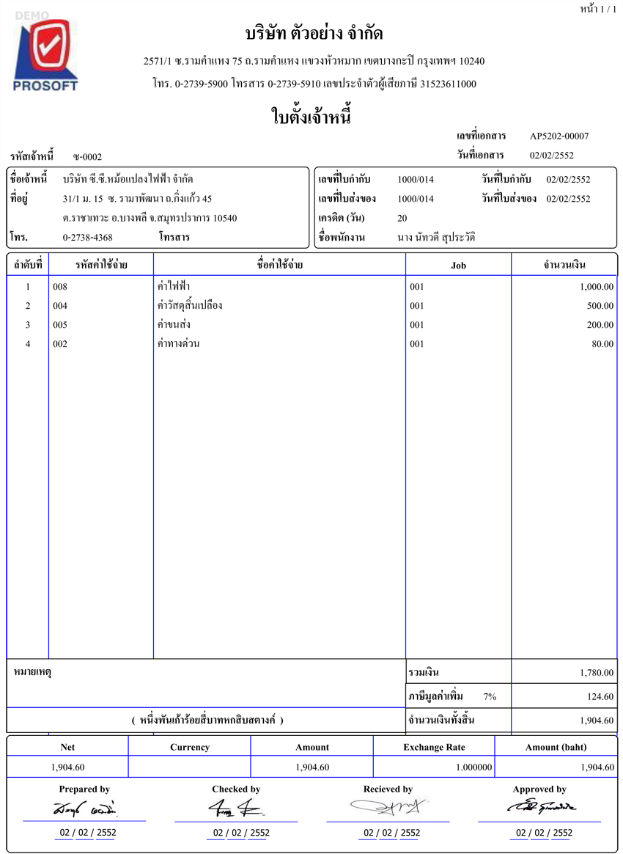 DEMO
PROSOFT
หน้า 1 / 1
บริษัท ตัวอย่าง จำกัด
2571/1 ซ.รามคำแหง 75 ถ.รามคำแหง แขวงหัวหมาก เขตบางกะปิ กรุงเทพฯ 10240
โทร. 0-2739-5900 โทรสาร 0-2739-5910 เลขประจำตัวผู้เสียภาษี 31523611000
ใบตั้งเจ้าหนี้
เลขที่เอกสาร AP5202-00007
รหัสเจ้าหนี้ ซ-0002 วันที่เอกสาร 02/02/2552
ชื่อเจ้าหนี้ บริษัท ซี.ซี.หม้อแปลงไฟฟ้า จำกัด เลขที่ใบกำกับ 1000/014 วันที่ใบกำกับ 02/02/2552
ที่อยู่ 31/1 ม. 15 ซ. รามาพัฒนา ถ.กิ่งแก้ว 45 เลขที่ใบส่งของ 1000/014 วันที่ใบส่งของ 02/02/2552
ต.ราชาเทวะ อ.บางพลี จ.สมุทรปราการ 10540 เครดิต (วัน) 20
โทร. 0-2738-4368 โทรสาร ชื่อพนักงาน นาง นัทวดี สุประวัติ
ลำดับที่ รหัสค่าใช้จ่าย ชื่อค่าใช้จ่าย Job จำนวนเงิน
1 008 ค่าไฟฟ้า 001 1,000.00
2 004 ค่าวัสดุสิ้นเปลือง 001 500.00
3 005 ค่าขนส่ง 001 200.00
4 002 ค่าทางด่วน 001 80.00
หมายเหตุ รวมเงิน 1,780.00
ภาษีมูลค่าเพิ่ม 7% 124.60
( หนึ่งพันเก้าร้อยสี่บาทหกสิบสตางค์ ) จำนวนเงินทั้งสิ้น 1,904.60
Net Currency Amount Exchange Rate Amount (baht)
1,904.60 1,904.60 1.000000 1,904.60
Prepared by Checked by Recieved by Approved by
02 / 02 / 2552 02 / 02 / 2552 02 / 02 / 2552 02 / 02 / 2552